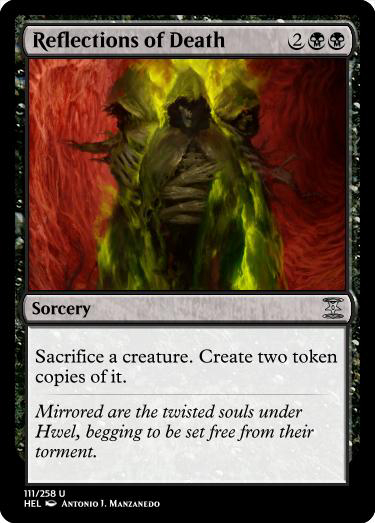 Reflections of Death 2
Sorcery
Sacrifice a creature. Create two token
copies of it.
Mirrored are the twisted souls under
Hwel, begging to be set free from their
torment.
111/258 U
HEL Antonio J. Manzanedo